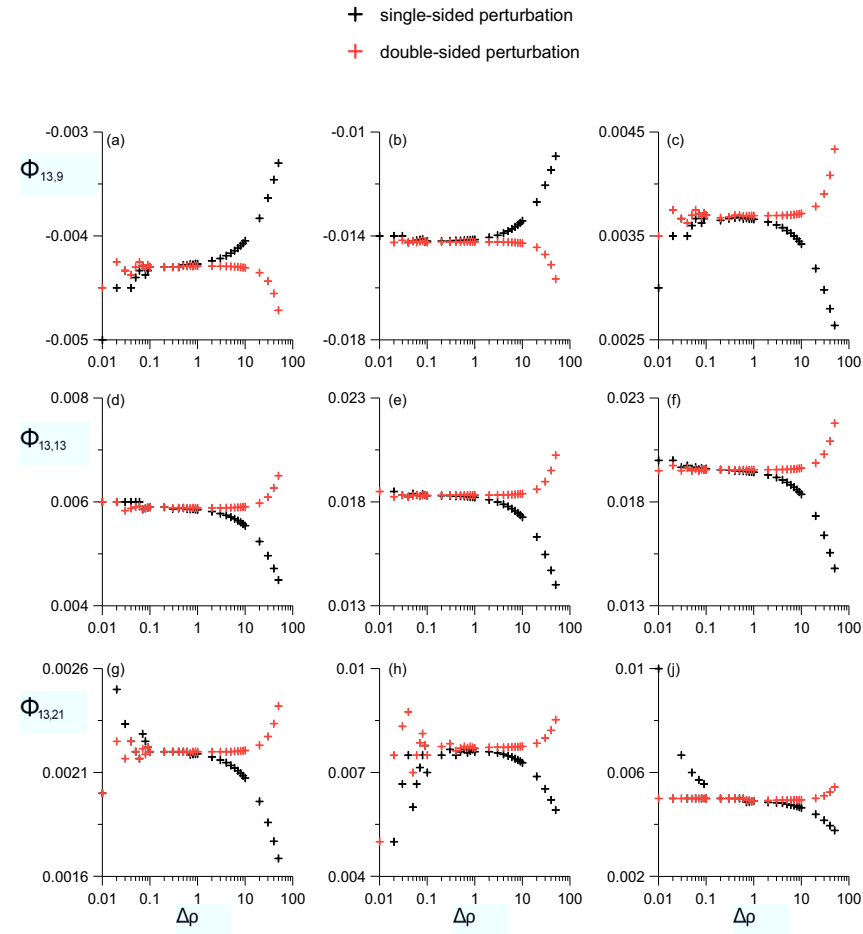 single-sided perturbation
double-sided perturbation
(a) (b) (c)
Φ13,9
-0.003 -0.01 0.0045
-0.004 -0.014 0.0035
-0.005 -0.018 0.0025
0.01 0.1 1 10 100 0.01 0.1 1 10 100 0.01 0.1 1 10 100
(d) (e) (f)
Φ13,13
0.008 0.023 0.023
0.006 0.018 0.018
0.004 0.013 0.013
0.01 0.1 1 10 100 0.01 0.1 1 10 100 0.01 0.1 1 10 100
(g) (h) (j)
Φ13,21
0.0026 0.01 0.01
0.0021 0.007 0.006
0.0016 0.004 0.002
0.01 0.1 1 10 100 0.01 0.1 1 10 100 0.01 0.1 1 10 100
Δρ Δρ Δρ